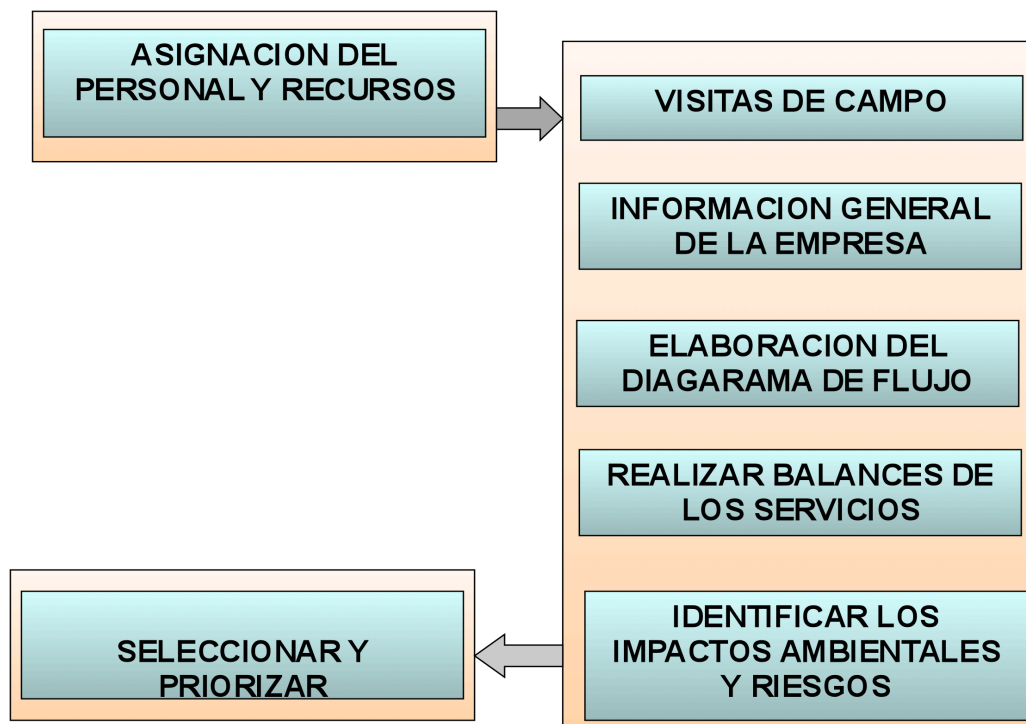 ASIGNACION DEL
PERSONAL Y RECURSOS
VISITAS DE CAMPO
INFORMACION GENERAL
DE LA EMPRESA
ELABORACION DEL
DIAGARAMA DE FLUJO
REALIZAR BALANCES DE
LOS SERVICIOS
IDENTIFICAR LOS
IMPACTOS AMBIENTALES
Y RIESGOS
SELECCIONAR Y
PRIORIZAR